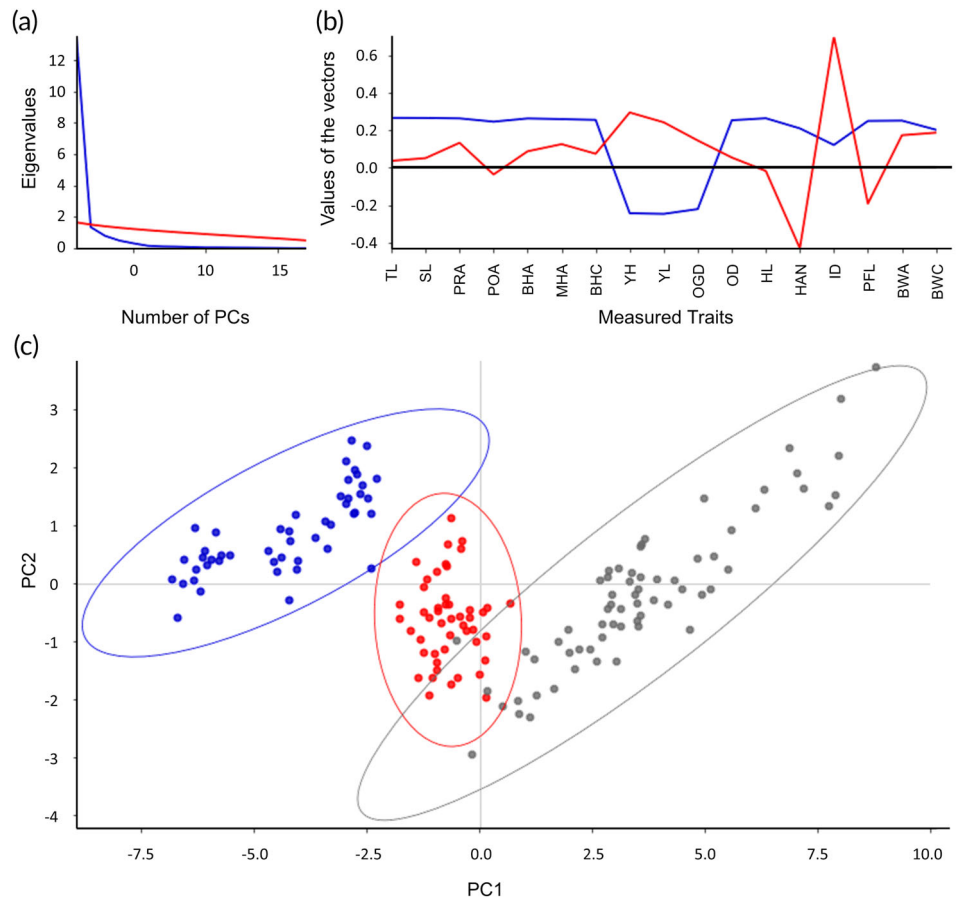 (a)
12
10
8
6
4
2
0
Eigenvalues
0 10 15
Number of PCs
(b)
0.6
0.4
0.2
0.0
-0.2
-0.4
Values of the vectors
TL SL PRA POA BHA MHA BHC YH YL OGD OD HL HAN ID PFL BWA BWC
Measured Traits
(c)
3
2
1
0
-1
-2
-3
-4
PC2
-7.5 -5.0 -2.5 0.0 2.5 5.0 7.5 10.0
PC1